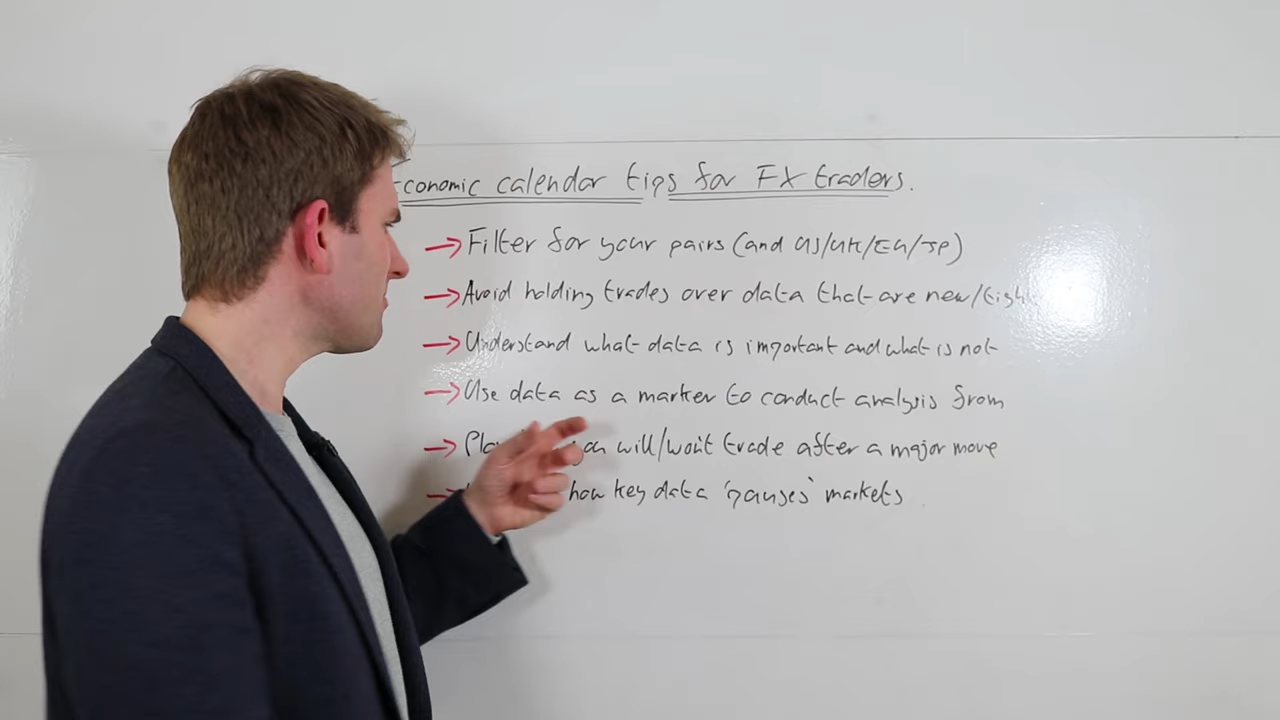 Economic calendar tips for FX traders.
→ Filter for your pairs (and US/UK/EU/JP)
→ Avoid holding trades over data that are new/tight
→ Understand what data is important and what is not
→ Use data as a marker to conduct analysis from
→ will/won't trade after a major move
→ how key data 'pauses' markets